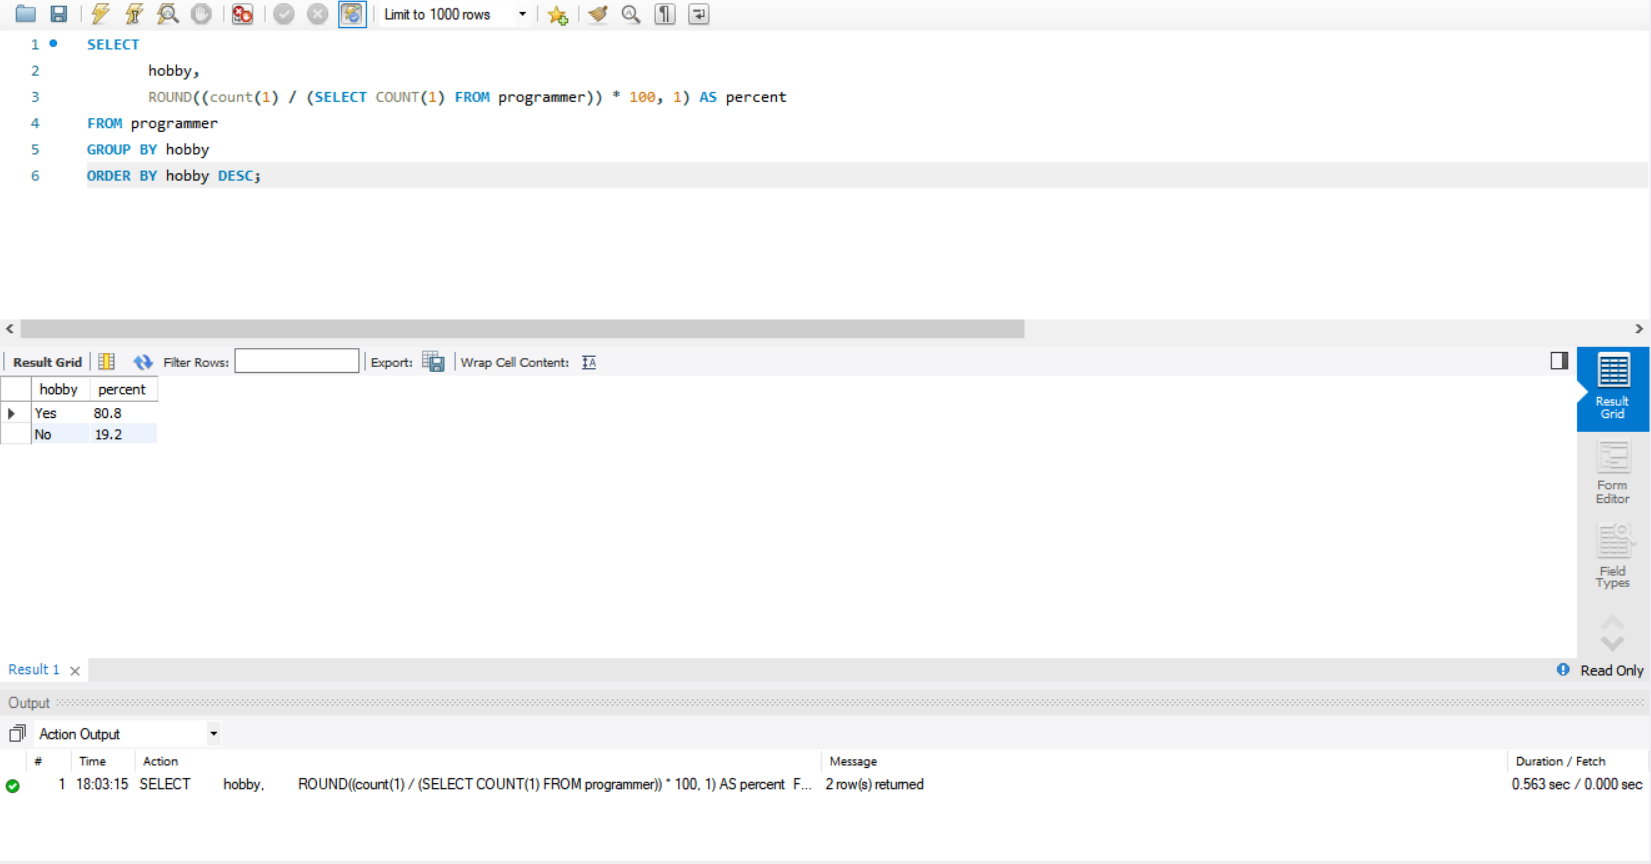 Limit to 1000 rows
1 SELECT
2 hobby,
3 ROUND((count(1) / (SELECT COUNT(1) FROM programmer)) * 100, 1) AS percent
4 FROM programmer
5 GROUP BY hobby
6 ORDER BY hobby DESC;
Result Grid Filter Rows: Export: Wrap Cell Content:
hobby percent
Yes 80.8
No 19.2
Result
Grid
Form
Editor
Field
Types
Result 1 Read Only
Output
Action Output
# Time Action Message Duration / Fetch
1 18:03:15 SELECT hobby, ROUND((count(1) / (SELECT COUNT(1) FROM programmer)) * 100, 1) AS percent F... 2 row(s) returned 0.563 sec / 0.000 sec